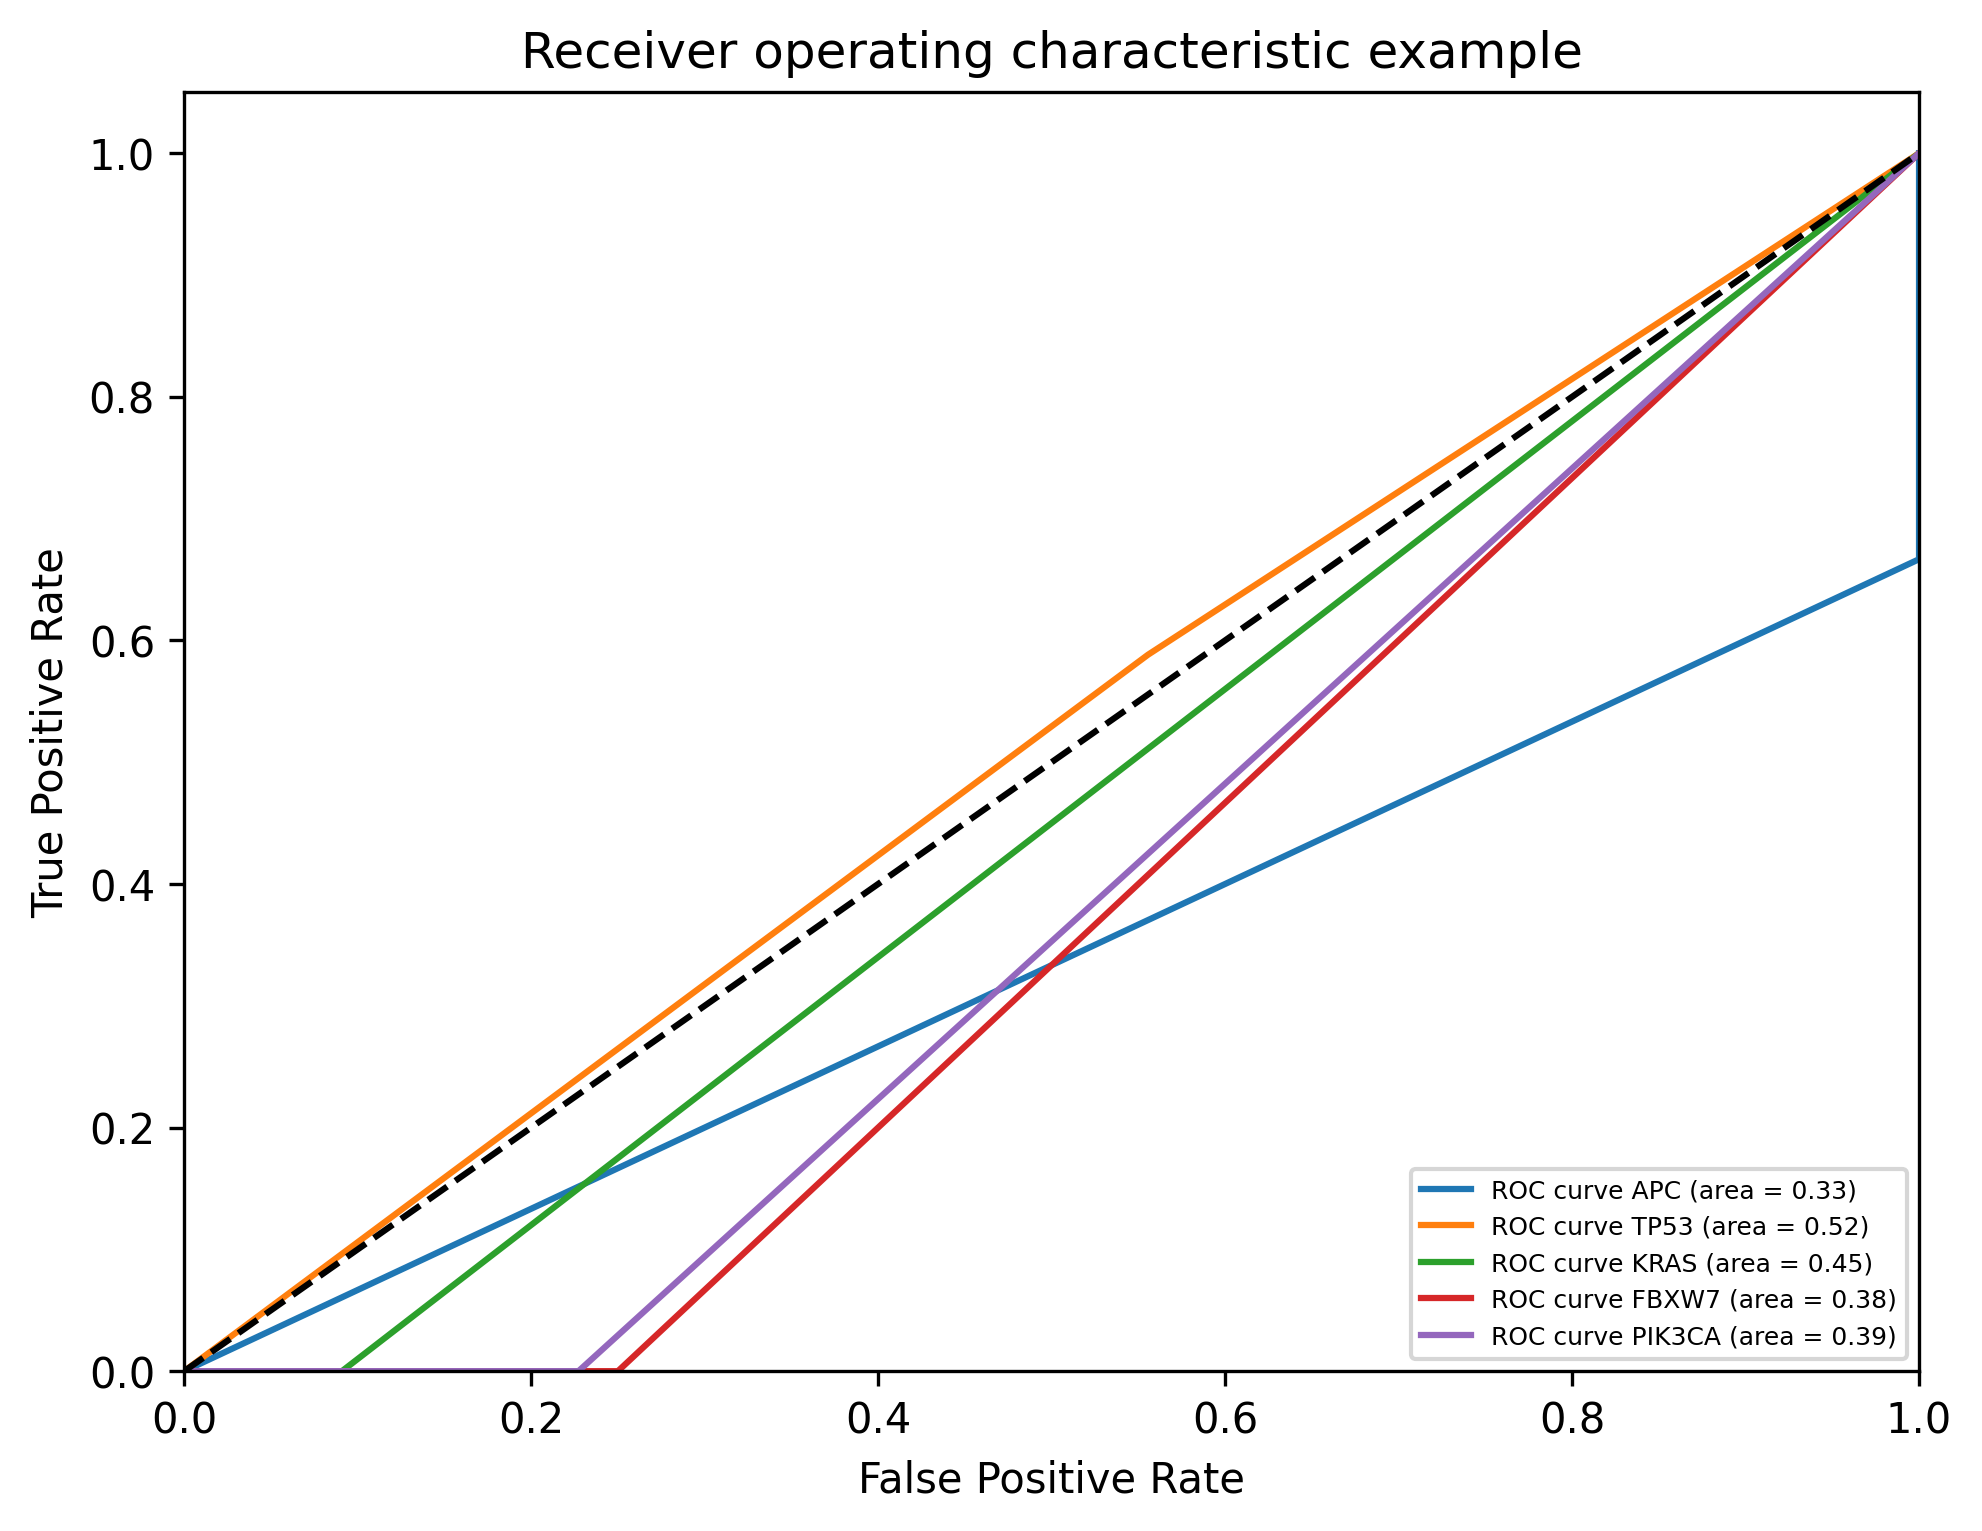 Receiver operating characteristic example
True Positive Rate
1.0
0.8
0.6
0.4
0.2
0.0
0.0 0.2 0.4 0.6 0.8 1.0
False Positive Rate
ROC curve APC (area = 0.33)
ROC curve TP53 (area = 0.52)
ROC curve KRAS (area = 0.45)
ROC curve FBXW7 (area = 0.38)
ROC curve PIK3CA (area = 0.39)